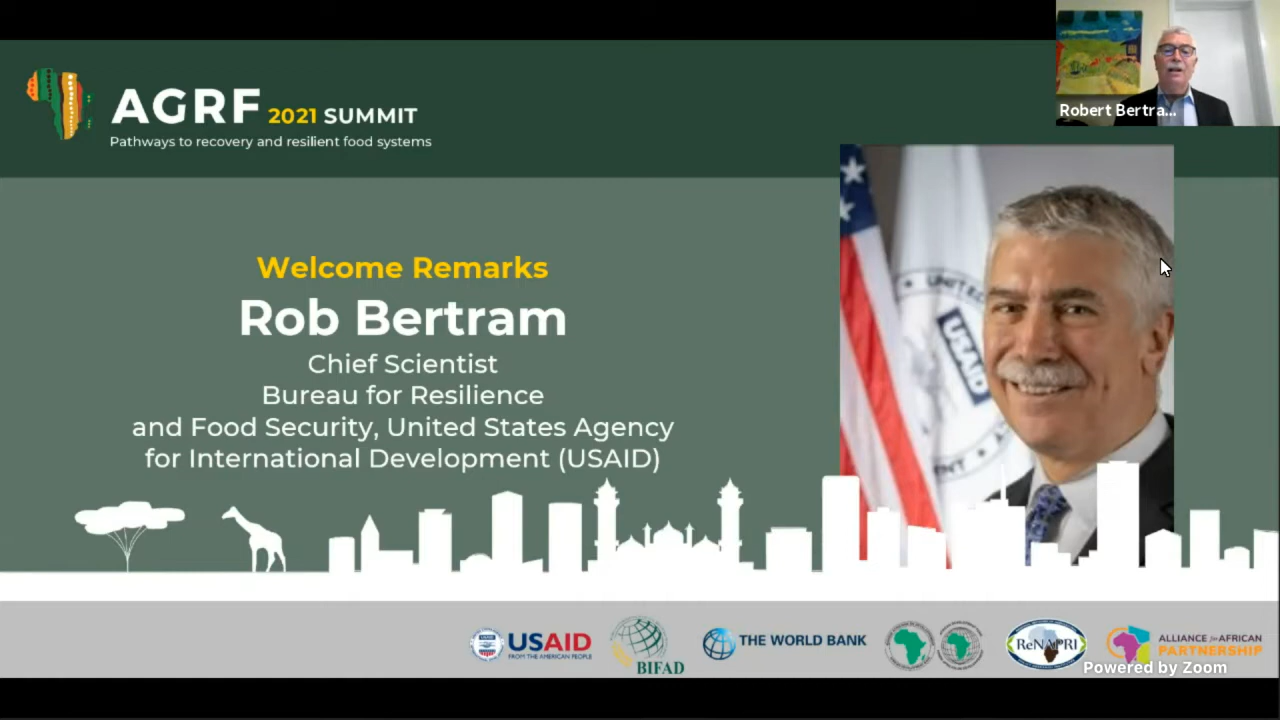 AGRF 2021 SUMMIT
Pathways to recovery and resilient food systems
Robert Bertra...
Welcome Remarks
Rob Bertram
Chief Scientist
Bureau for Resilience
and Food Security, United States Agency
for International Development (USAID)
UNITED
USAID
USAID
FROM THE AMERICAN PEOPLE
BIFAD
THE WORLD BANK
ReNAPRI
ALLIANCE for AFRICAN
PARTNERSHIP
Powered by Zoom